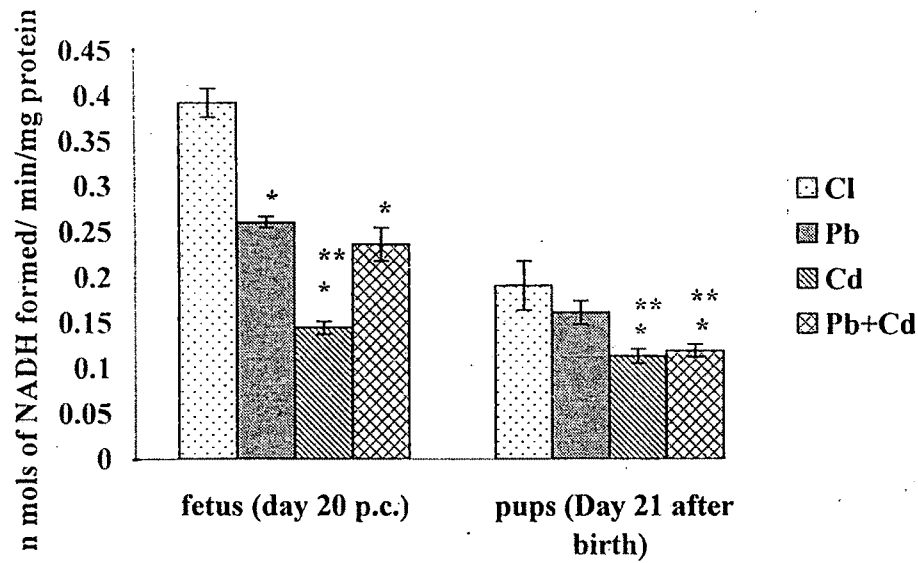 n mols of NADH formed/ min/mg protein
0.45
0.4
0.35
0.3
0.25
0.2
0.15
0.1
0.05
0
*
**
*
*
**
*
**
*
fetus (day 20 p.c.)
pups (Day 21 after
birth)
Cl
Pb
Cd
Pb+Cd